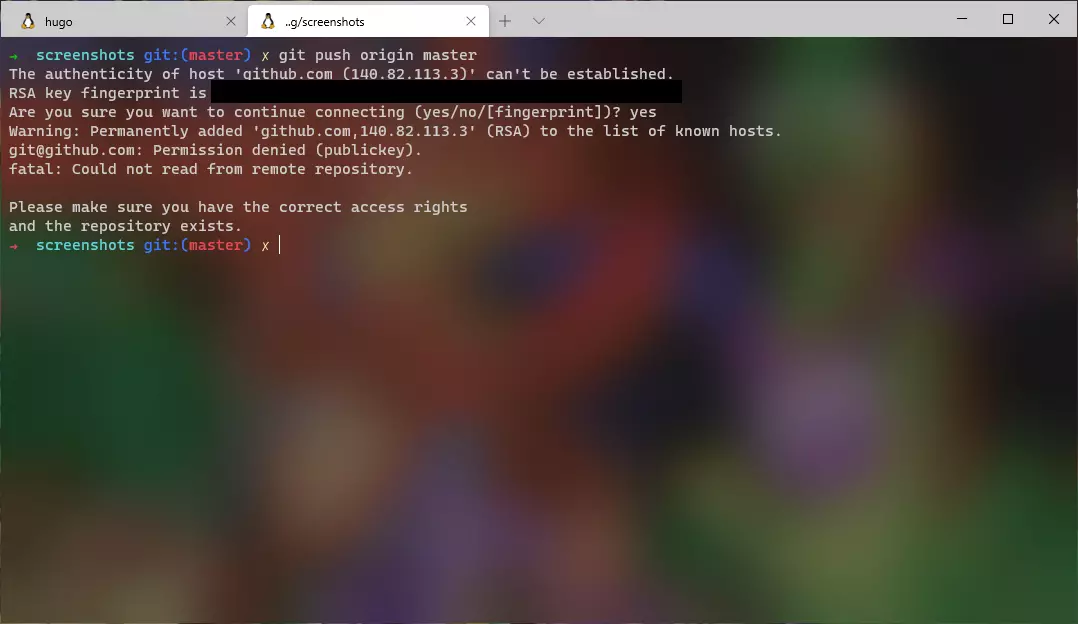 hugo
..g/screenshots
→ screenshots git:(master) ✗ git push origin master
The authenticity of host 'github.com (140.82.113.3)' can't be established.
RSA key fingerprint is
Are you sure you want to continue connecting (yes/no/[fingerprint])? yes
Warning: Permanently added 'github.com,140.82.113.3' (RSA) to the list of known hosts.
git@github.com: Permission denied (publickey).
fatal: Could not read from remote repository.
Please make sure you have the correct access rights
and the repository exists.
→ screenshots git:(master) ✗